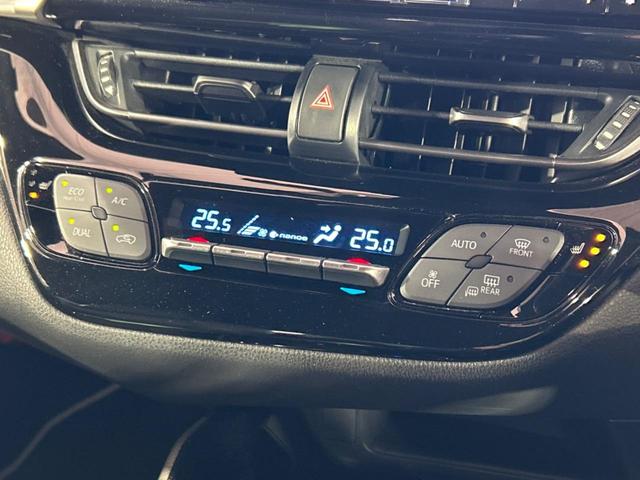 ECO
A/C
DUAL
25.5
nanoe
25.0
AUTO
FRONT
OFF
REAR